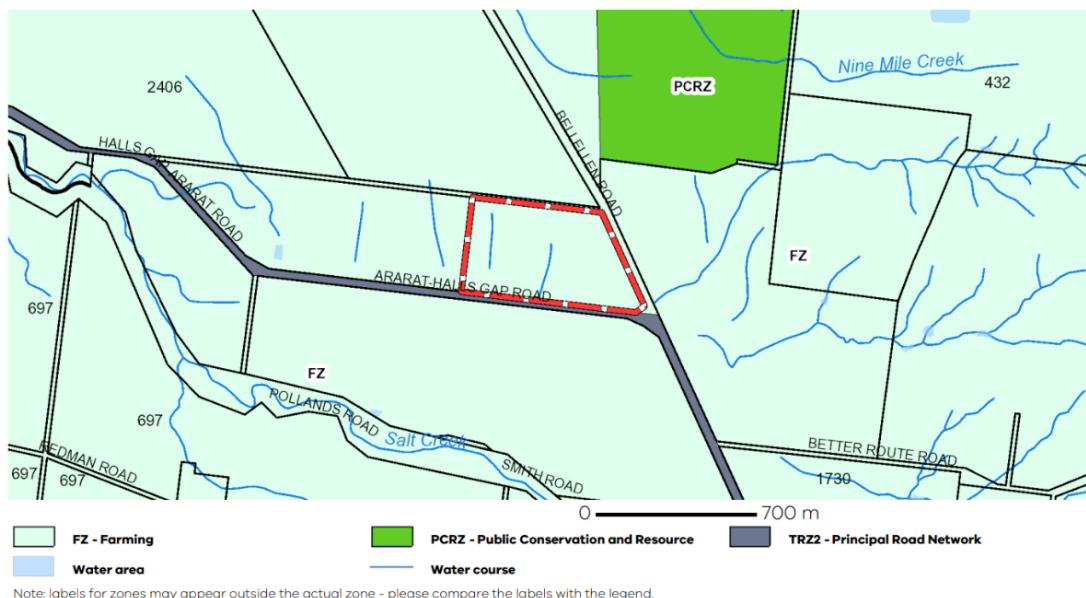 Nine Mile Creek
432
PCRZ
2406
BELLELLEN ROAD
HALLS GAP ARARAT ROAD
FZ
ARARAT-HALLS GAP ROAD
697
FZ
POLLANDS ROAD
697
Salt Creek
BETTER ROUTE ROAD
REDMAN ROAD
SMITH ROAD
697
697
1730
0 700 m
FZ - Farming
PCRZ - Public Conservation and Resource
TRZ2 - Principal Road Network
Water area
Water course
Note: labels for zones may appear outside the actual zone - please compare the labels with the legend.